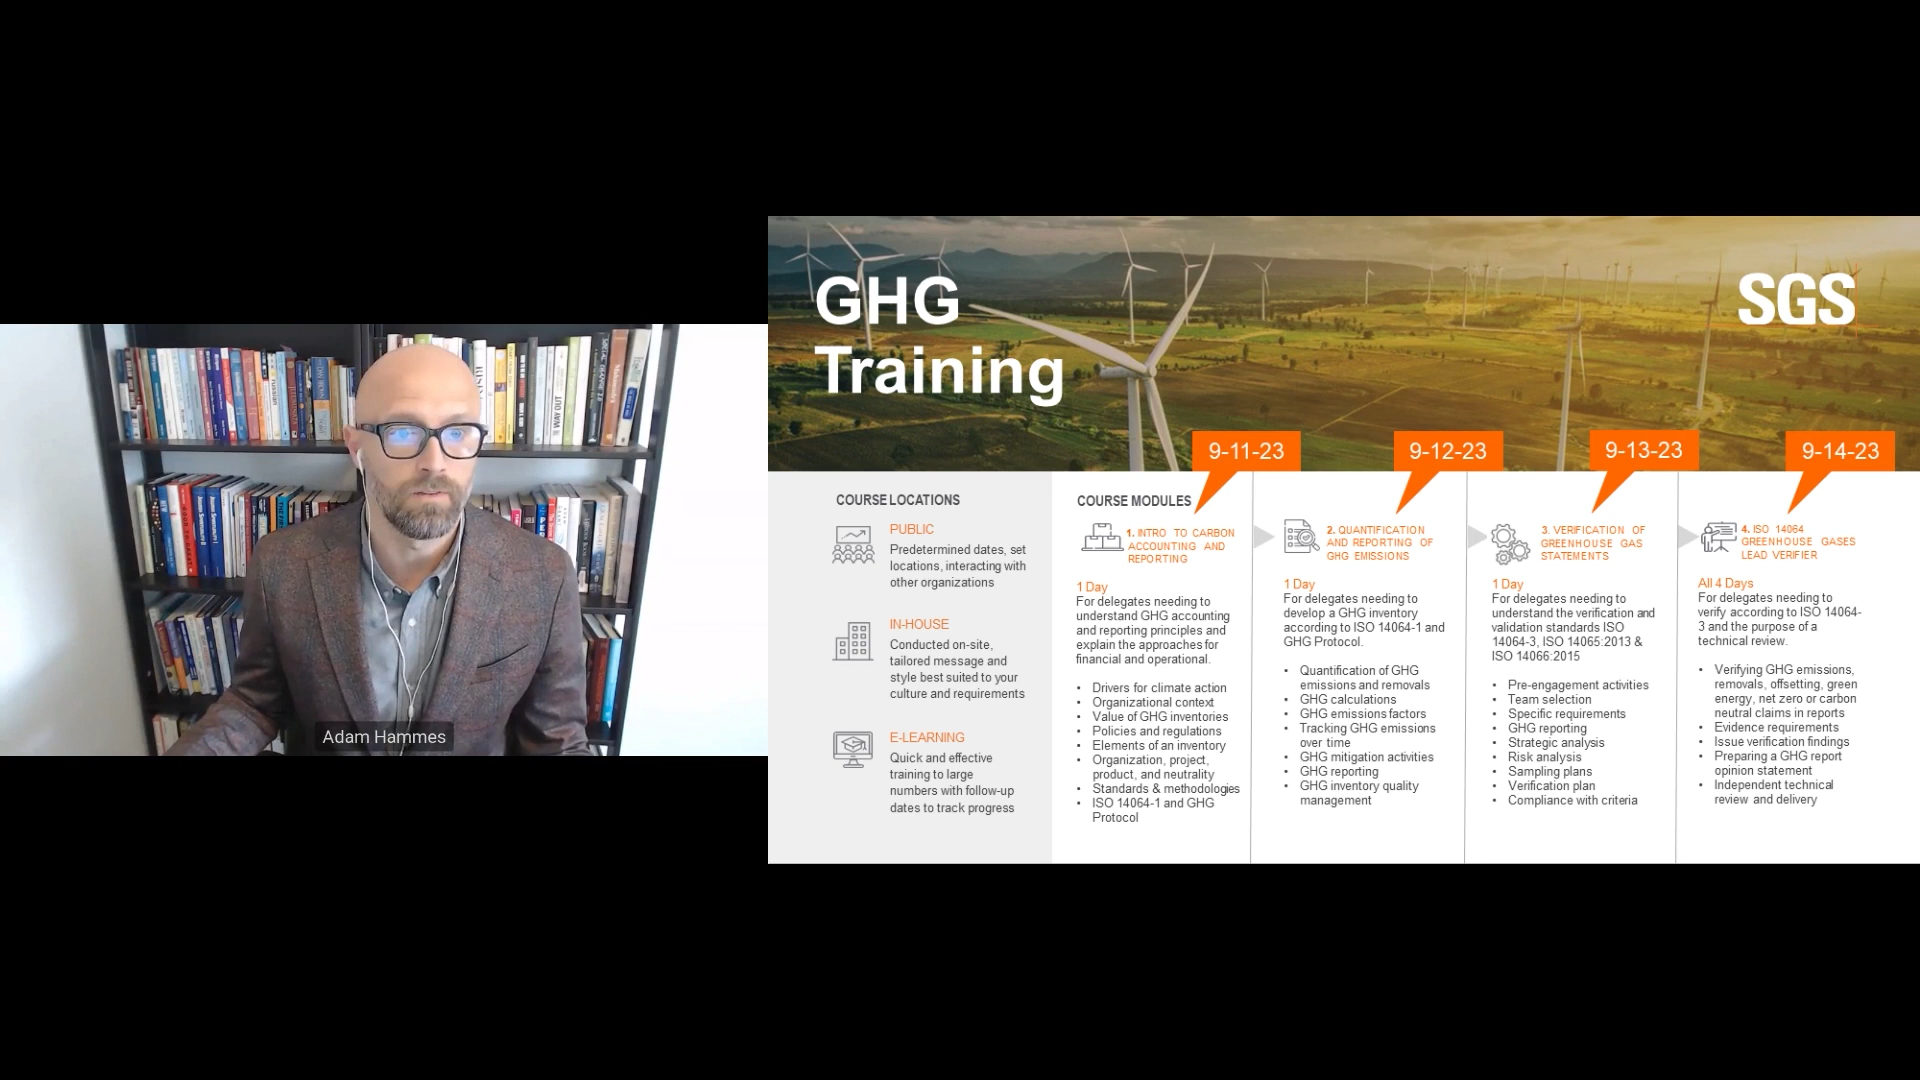 Adam Hammes
GHG
Training
SGS
9-11-23
9-12-23
9-13-23
9-14-23
COURSE LOCATIONS
PUBLIC
Predetermined dates, set
locations, interacting with
other organizations
IN-HOUSE
Conducted on-site,
tailored message and
style best suited to your
culture and requirements
E-LEARNING
Quick and effective
training to large
numbers with follow-up
dates to track progress
COURSE MODULES
1. INTRO TO CARBON
ACCOUNTING AND
REPORTING
1 Day
For delegates needing to
understand GHG accounting
and reporting principles and
explain the approaches for
financial and operational.
• Drivers for climate action
• Organizational context
• Value of GHG inventories
• Policies and regulations
• Elements of an inventory
• Organization, project,
product, and neutrality
• Standards & methodologies
• ISO 14064-1 and GHG
Protocol
2. QUANTIFICATION
AND REPORTING OF
GHG EMISSIONS
1 Day
For delegates needing to
develop a GHG inventory
according to ISO 14064-1 and
GHG Protocol.
• Quantification of GHG
emissions and removals
• GHG calculations
• GHG emissions factors
• Tracking GHG emissions
over time
• GHG mitigation activities
• GHG reporting
• GHG inventory quality
management
3. VERIFICATION OF
GREENHOUSE GAS
STATEMENTS
1 Day
For delegates needing to
understand the verification and
validation standards ISO
14064-3, ISO 14065:2013 &
ISO 14066:2015
• Pre-engagement activities
• Team selection
• Specific requirements
• GHG reporting
• Strategic analysis
• Risk analysis
• Sampling plans
• Verification plan
• Compliance with criteria
4. ISO 14064
GREENHOUSE GASES
LEAD VERIFIER
All 4 Days
For delegates needing to
verify according to ISO 14064-
3 and the purpose of a
technical review.
• Verifying GHG emissions,
removals, offsetting, green
energy, net zero or carbon
neutral claims in reports
• Evidence requirements
• Issue verification findings
• Preparing a GHG report
opinion statement
• Independent technical
review and delivery
WAY OUT